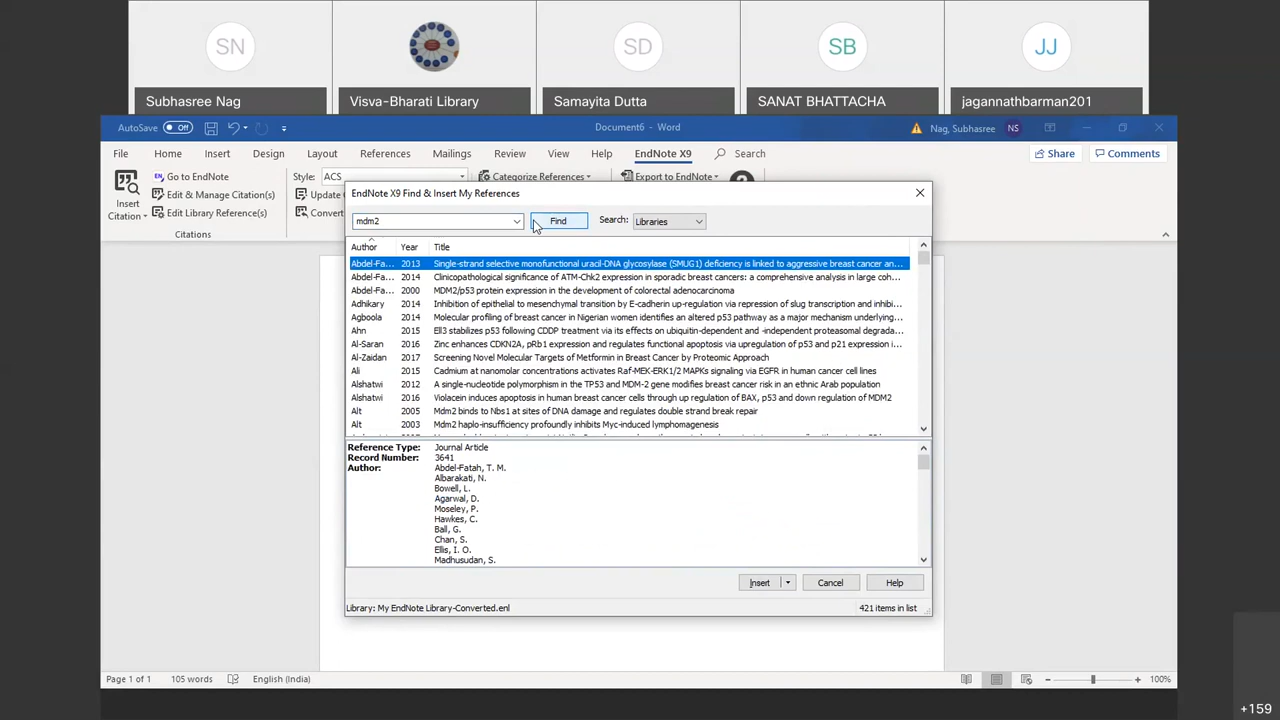 SN
SD
SB
JJ
Subhasree Nag
Visva-Bharati Library
Samayita Dutta
SANAT BHATTACHA
jagannathbarman201
AutoSave Off
Document6 - Word
Nag, Subhasree NS
File Home Insert Design Layout References Mailings Review View Help EndNote X9 Search Share Comments
Insert
Citation
Go to EndNote
Edit & Manage Citation(s)
Edit Library Reference(s)
Citations
Style: ACS
Update
Convert
Categorize References
Export to EndNote
EndNote X9 Find & Insert My References
mdm2 Find Search: Libraries
Author Year Title
Abdel-Fa... 2013 Single-strand selective monofunctional uracil-DNA glycosylase (SMUG1) deficiency is linked to aggressive breast cancer an...
Abdel-Fa... 2014 Clinicopathological significance of ATM-Chk2 expression in sporadic breast cancers: a comprehensive analysis in large coh...
Abdel-Fa... 2000 MDM2/p53 protein expression in the development of colorectal adenocarcinoma
Adhikary 2014 Inhibition of epithelial to mesenchymal transition by E-cadherin up-regulation via repression of slug transcription and inhibi...
Agboola 2014 Molecular profiling of breast cancer in Nigerian women identifies an altered p53 pathway as a major mechanism underlying...
Ahn 2015 Ell3 stabilizes p53 following CDDP treatment via its effects on ubiquitin-dependent and -independent proteasomal degrada...
Al-Saran 2016 Zinc enhances CDKN2A, pRb1 expression and regulates functional apoptosis via upregulation of p53 and p21 expression i...
Al-Zaidan 2017 Screening Novel Molecular Targets of Metformin in Breast Cancer by Proteomic Approach
Ali 2015 Cadmium at nanomolar concentrations activates Raf-MEK-ERK1/2 MAPKs signaling via EGFR in human cancer cell lines
Alshatwi 2012 A single-nucleotide polymorphism in the TP53 and MDM-2 gene modifies breast cancer risk in an ethnic Arab population
Alshatwi 2016 Violacein induces apoptosis in human breast cancer cells through up regulation of BAX, p53 and down regulation of MDM2
Alt 2005 Mdm2 binds to Nbs1 at sites of DNA damage and regulates double strand break repair
Alt 2003 Mdm2 haplo-insufficiency profoundly inhibits Myc-induced lymphomagenesis
Reference Type: Journal Article
Record Number: 3641
Author: Abdel-Fatah, T. M.
Albarakati, N.
Bowell, L.
Agarwal, D.
Moseley, P.
Hawkes, C.
Ball, G.
Chan, S.
Ellis, I. O.
Madhusudan, S.
Insert Cancel Help
Library: My EndNote Library-Converted.enl 421 items in list
Page 1 of 1 105 words English (India) 100%
+159